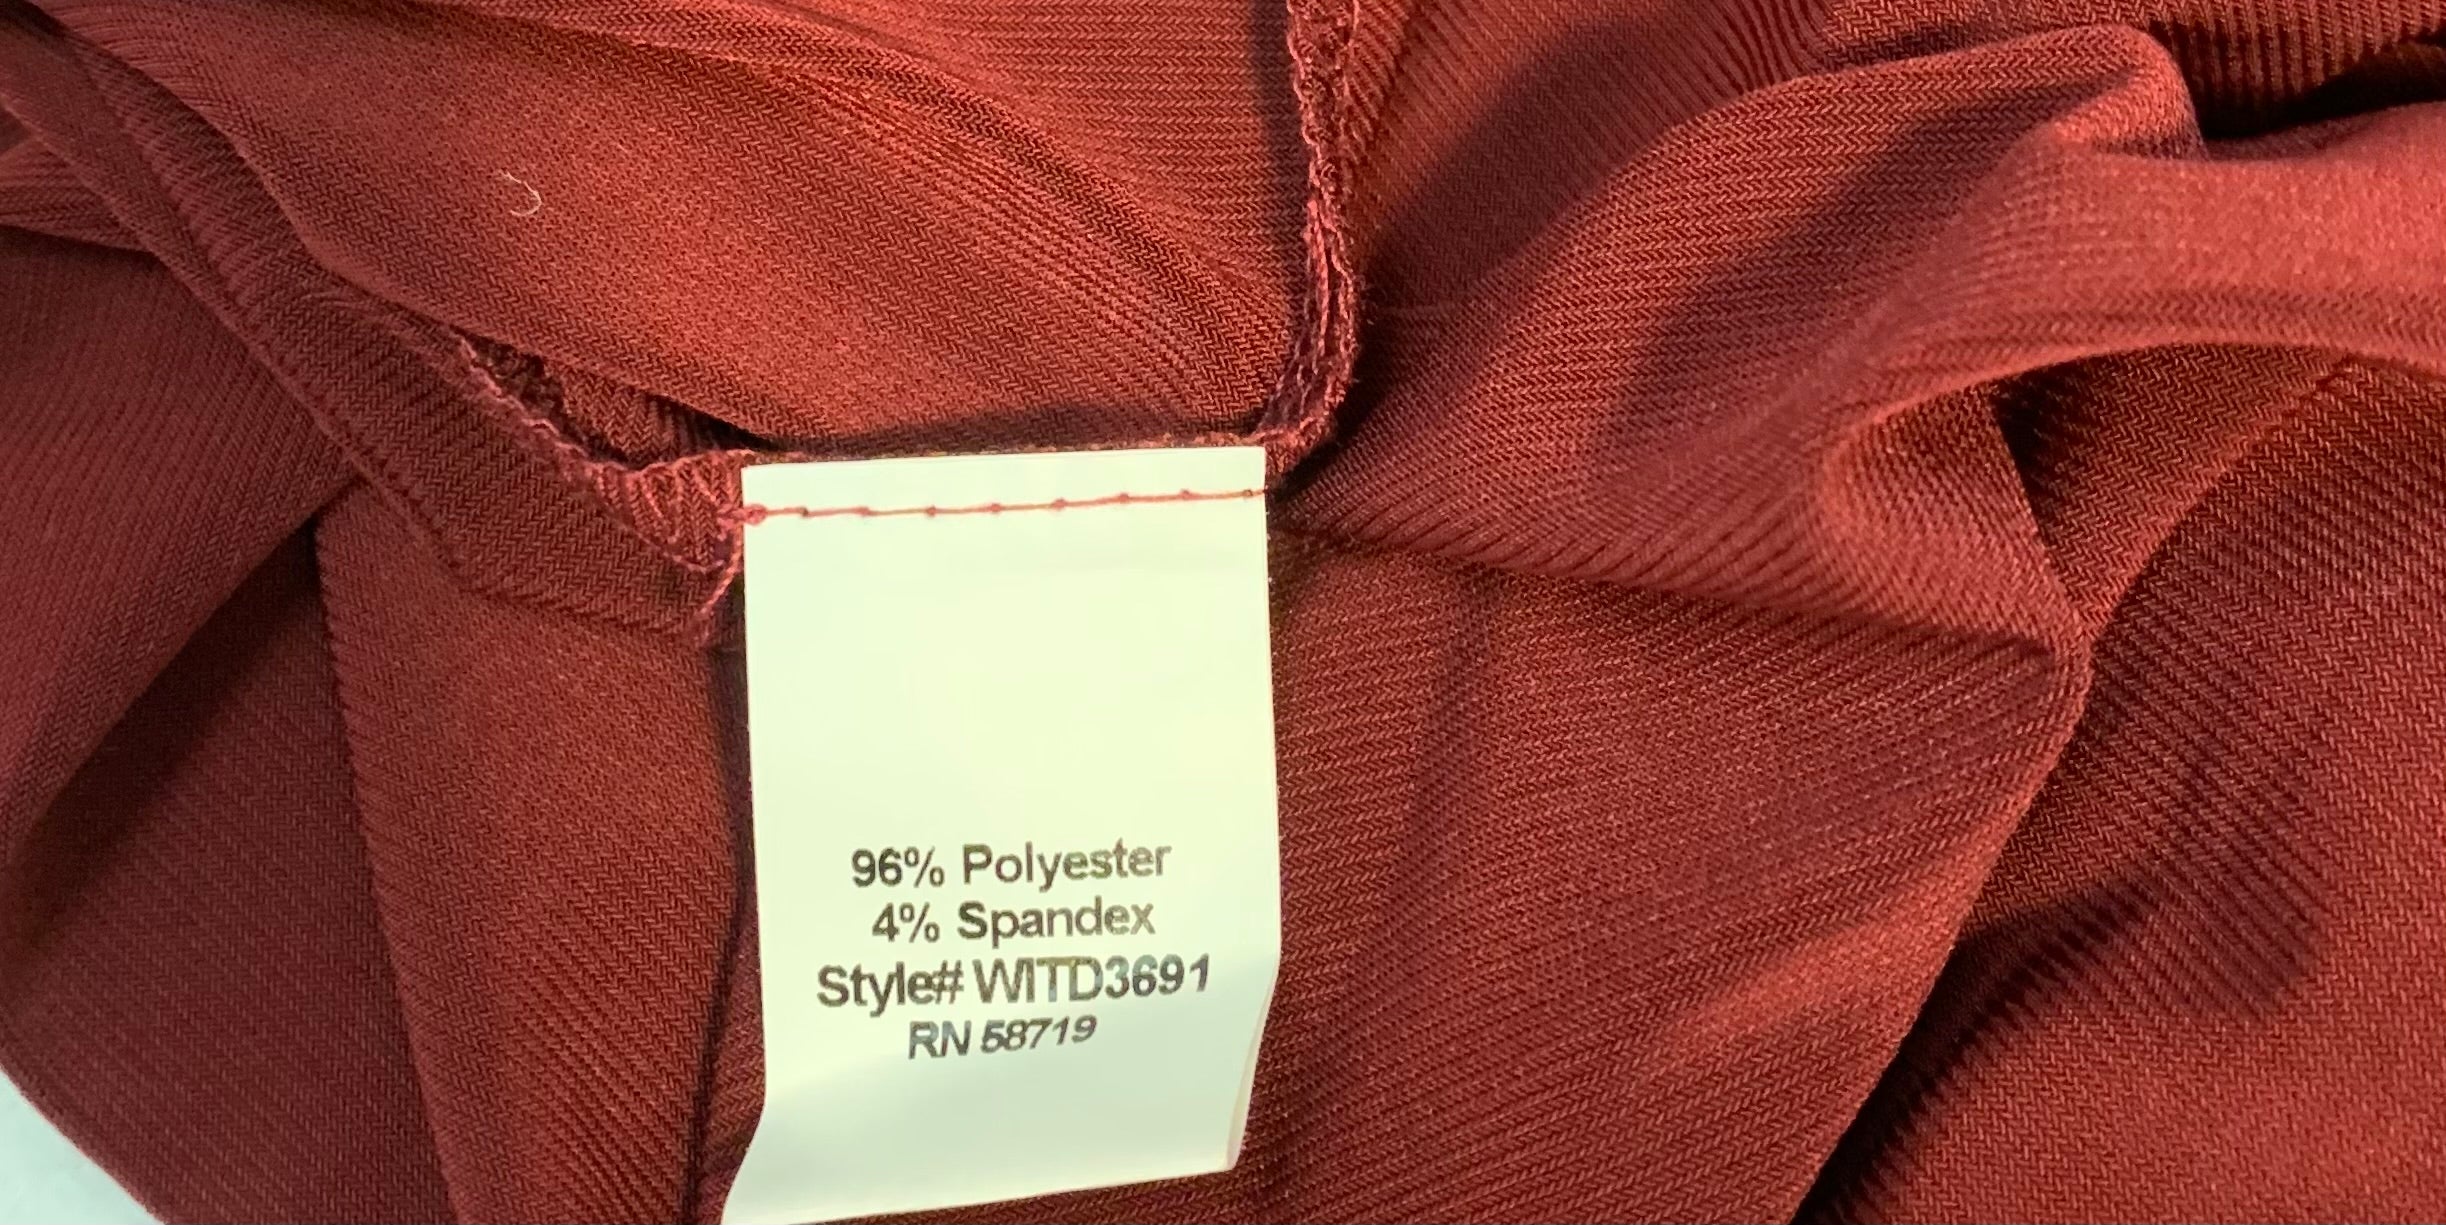 96% Polyester
4% Spandex
Style# WITD3691
RN 58719